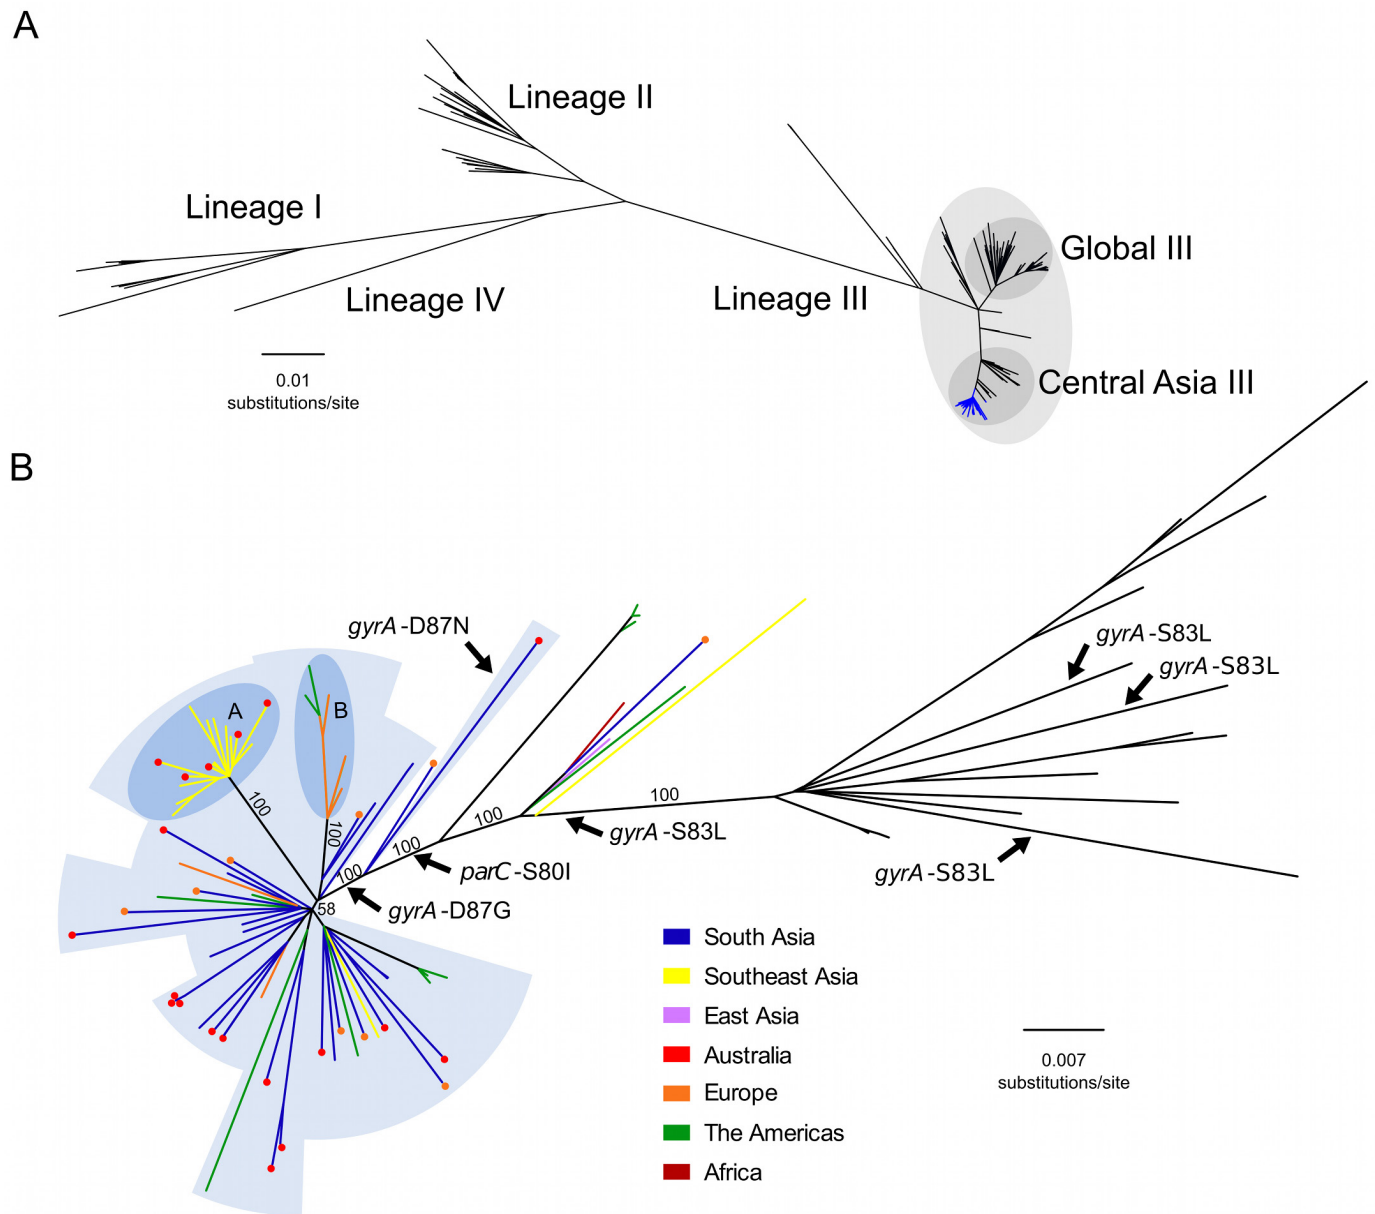 A
Lineage II
Lineage I
Global III
Lineage IV
Lineage III
0.01
substitutions/site
Central Asia III
B
gyrA-D87N
gyrA-S83L
gyrA-S83L
A
B
100
100
100
100
100
100
gyrA-S83L
parC-S80I
gyrA-S83L
gyrA-D87G
58
South Asia
Southeast Asia
East Asia
Australia
Europe
The Americas
Africa
0.007
substitutions/site